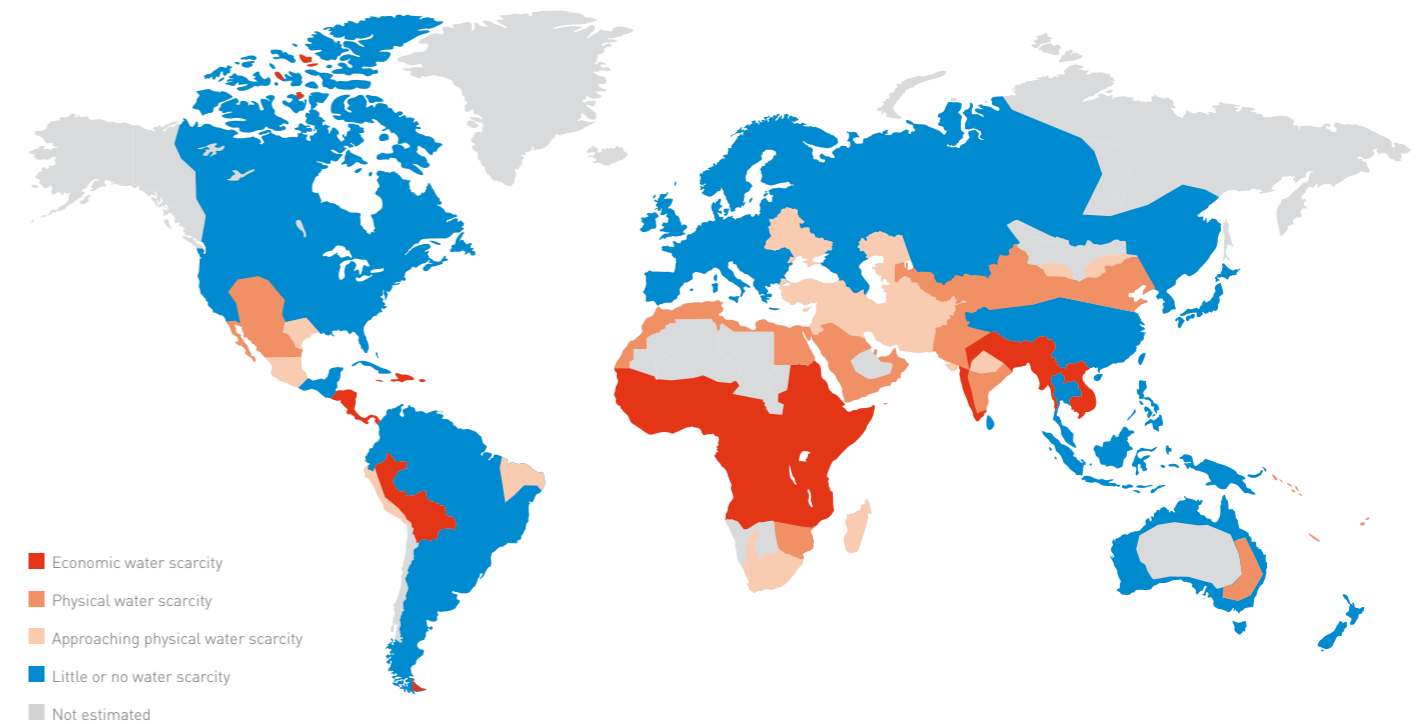 Economic water scarcity
Physical water scarcity
Approaching physical water scarcity
Little or no water scarcity
Not estimated